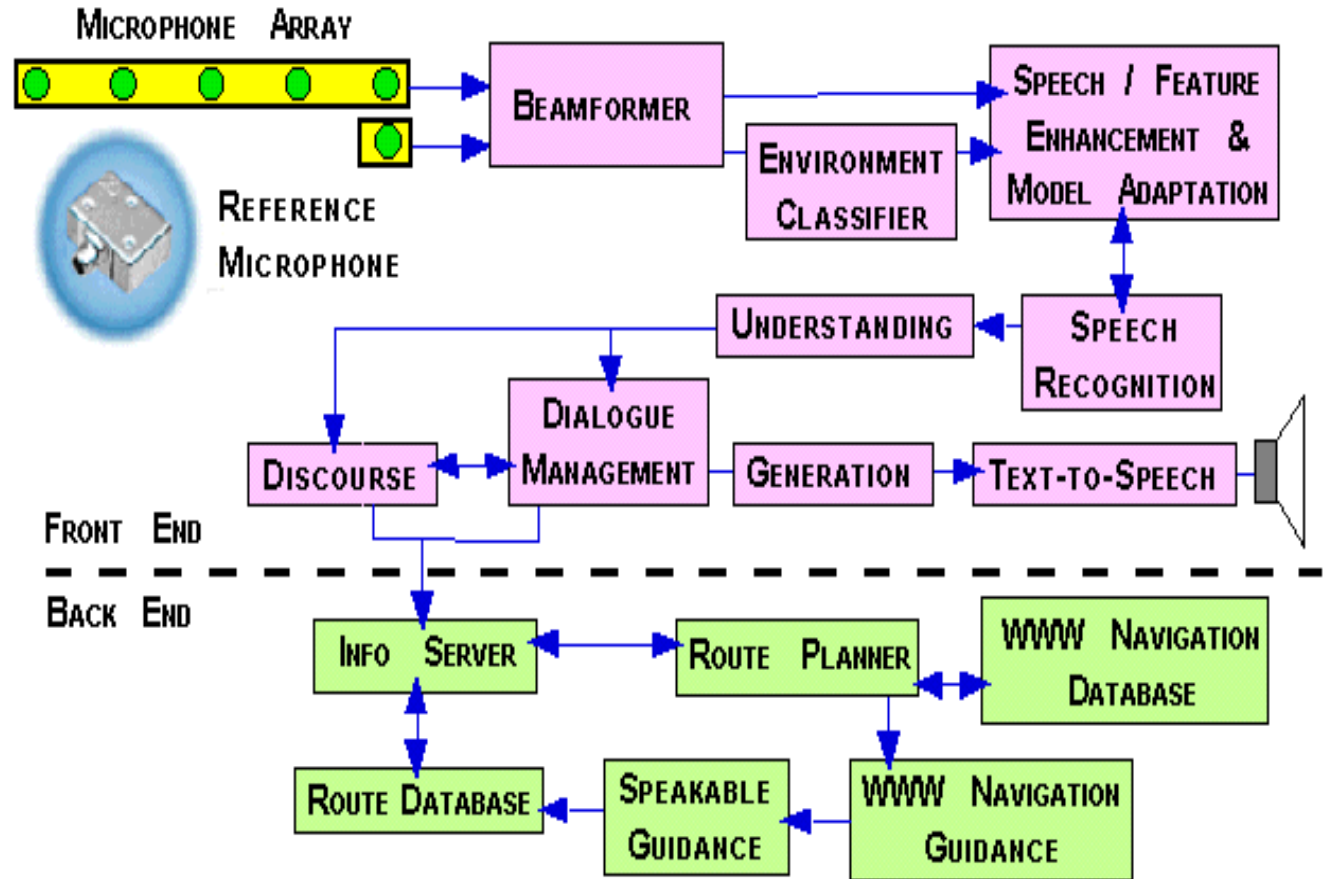 MICROPHONE ARRAY
BEAMFORMER
SPEECH / FEATURE
ENHANCEMENT &
MODEL ADAPTATION
ENVIRONMENT
CLASSIFIER
REFERENCE
MICROPHONE
UNDERSTANDING
SPEECH
RECOGNITION
DIALOGUE
MANAGEMENT
DISCOURSE
GENERATION
TEXT-TO-SPEECH
FRONT END
BACK END
INFO SERVER
ROUTE PLANNER
WWW NAVIGATION
DATABASE
ROUTE DATABASE
SPEAKABLE
GUIDANCE
WWW NAVIGATION
GUIDANCE